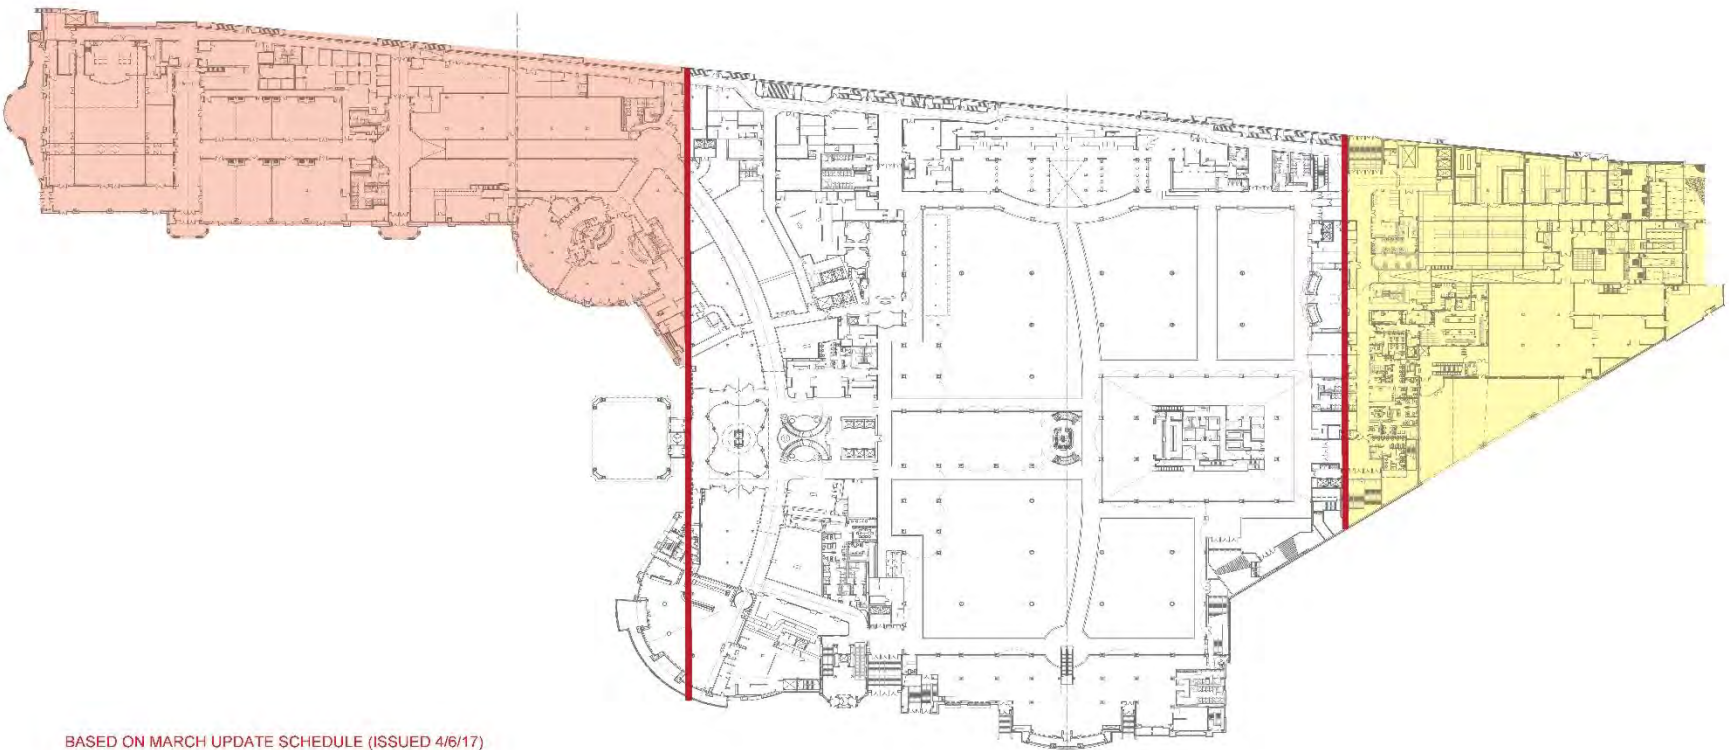 BASED ON MARCH UPDATE SCHEDULE (ISSUED 4/6/17)